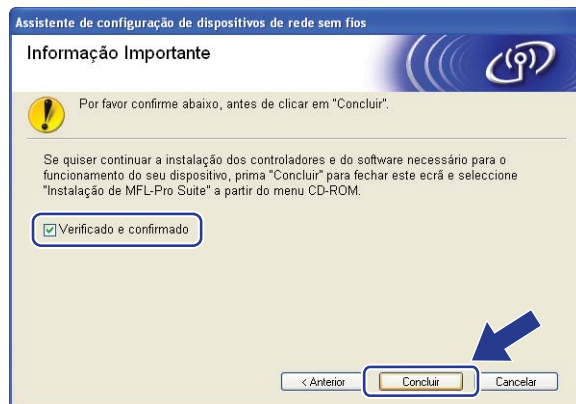 Assistente de configuração de dispositivos de rede sem fios
Informação Importante
Por favor confirme abaixo, antes de clicar em "Concluir".
Se quiser continuar a instalação dos controladores e do software necessário para o
funcionamento do seu dispositivo, prima "Concluir" para fechar este ecrã e seleccione
"Instalação de MFL-Pro Suite" a partir do menu CD-ROM.
Verificado e confirmado
< Anterior Concluir Cancelar